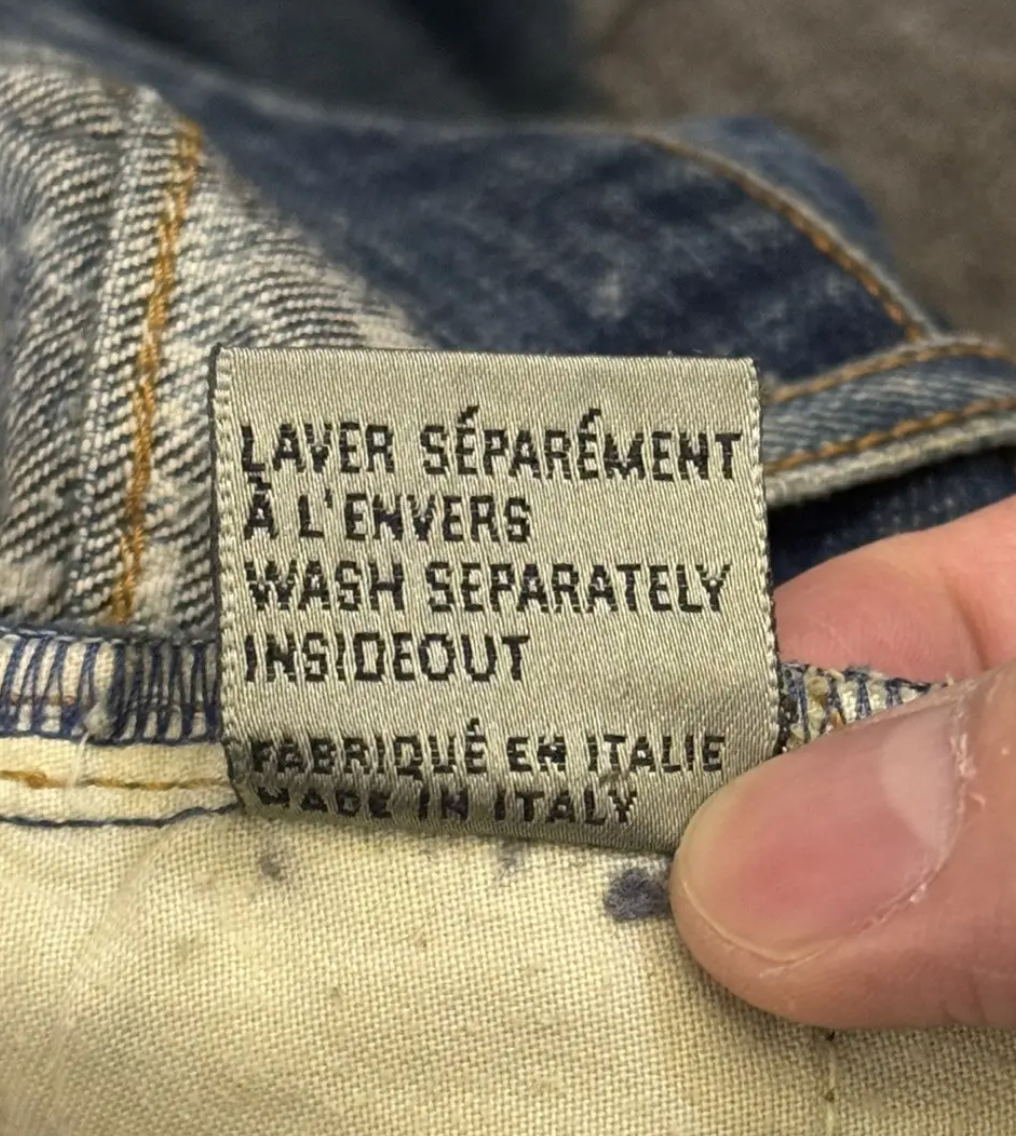 LAVER SÉPARÉMENT
À L'ENVERS
WASH SEPARATELY
INSIDEOUT
FABRIQUÉ EN ITALIE
MADE IN ITALY